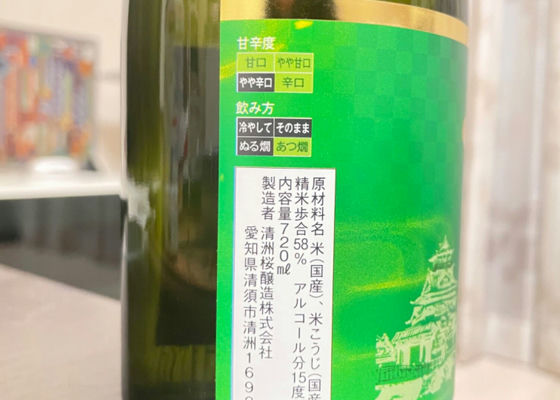 甘辛度
甘口 やや甘口
やや辛口 辛口
飲み方
冷やして そのまま
ぬる燗 あつ燗
原材料名 米(国産)、米こうじ(国産
精米歩合58% アルコール分15度
内容量720ml
製造者 清洲桜醸造株式会社
愛知県清須市清洲169